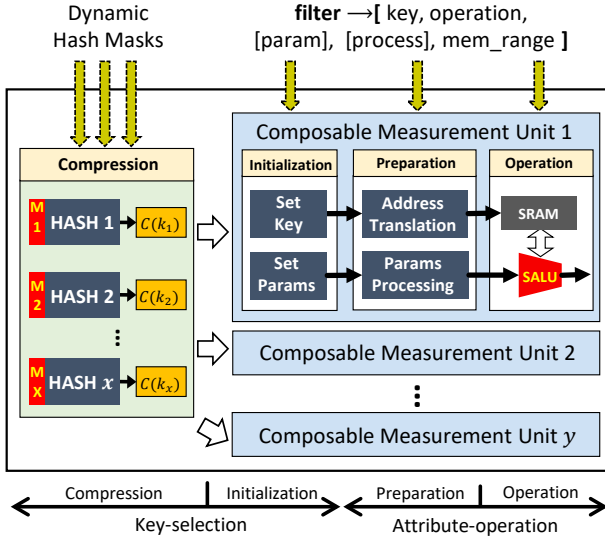 Dynamic
Hash Masks
filter →[ key, operation,
[param], [process], mem_range ]
Compression
M
1
HASH 1
C(k₁)
M
2
HASH 2
C(k₂)
⋮
M
X
HASH x
C(kₓ)
Composable Measurement Unit 1
Initialization
Preparation
Operation
Set
Key
Address
Translation
SRAM
Set
Params
Params
Processing
SALU
Composable Measurement Unit 2
⋮
Composable Measurement Unit y
Compression
Initialization
Preparation
Operation
Key-selection
Attribute-operation